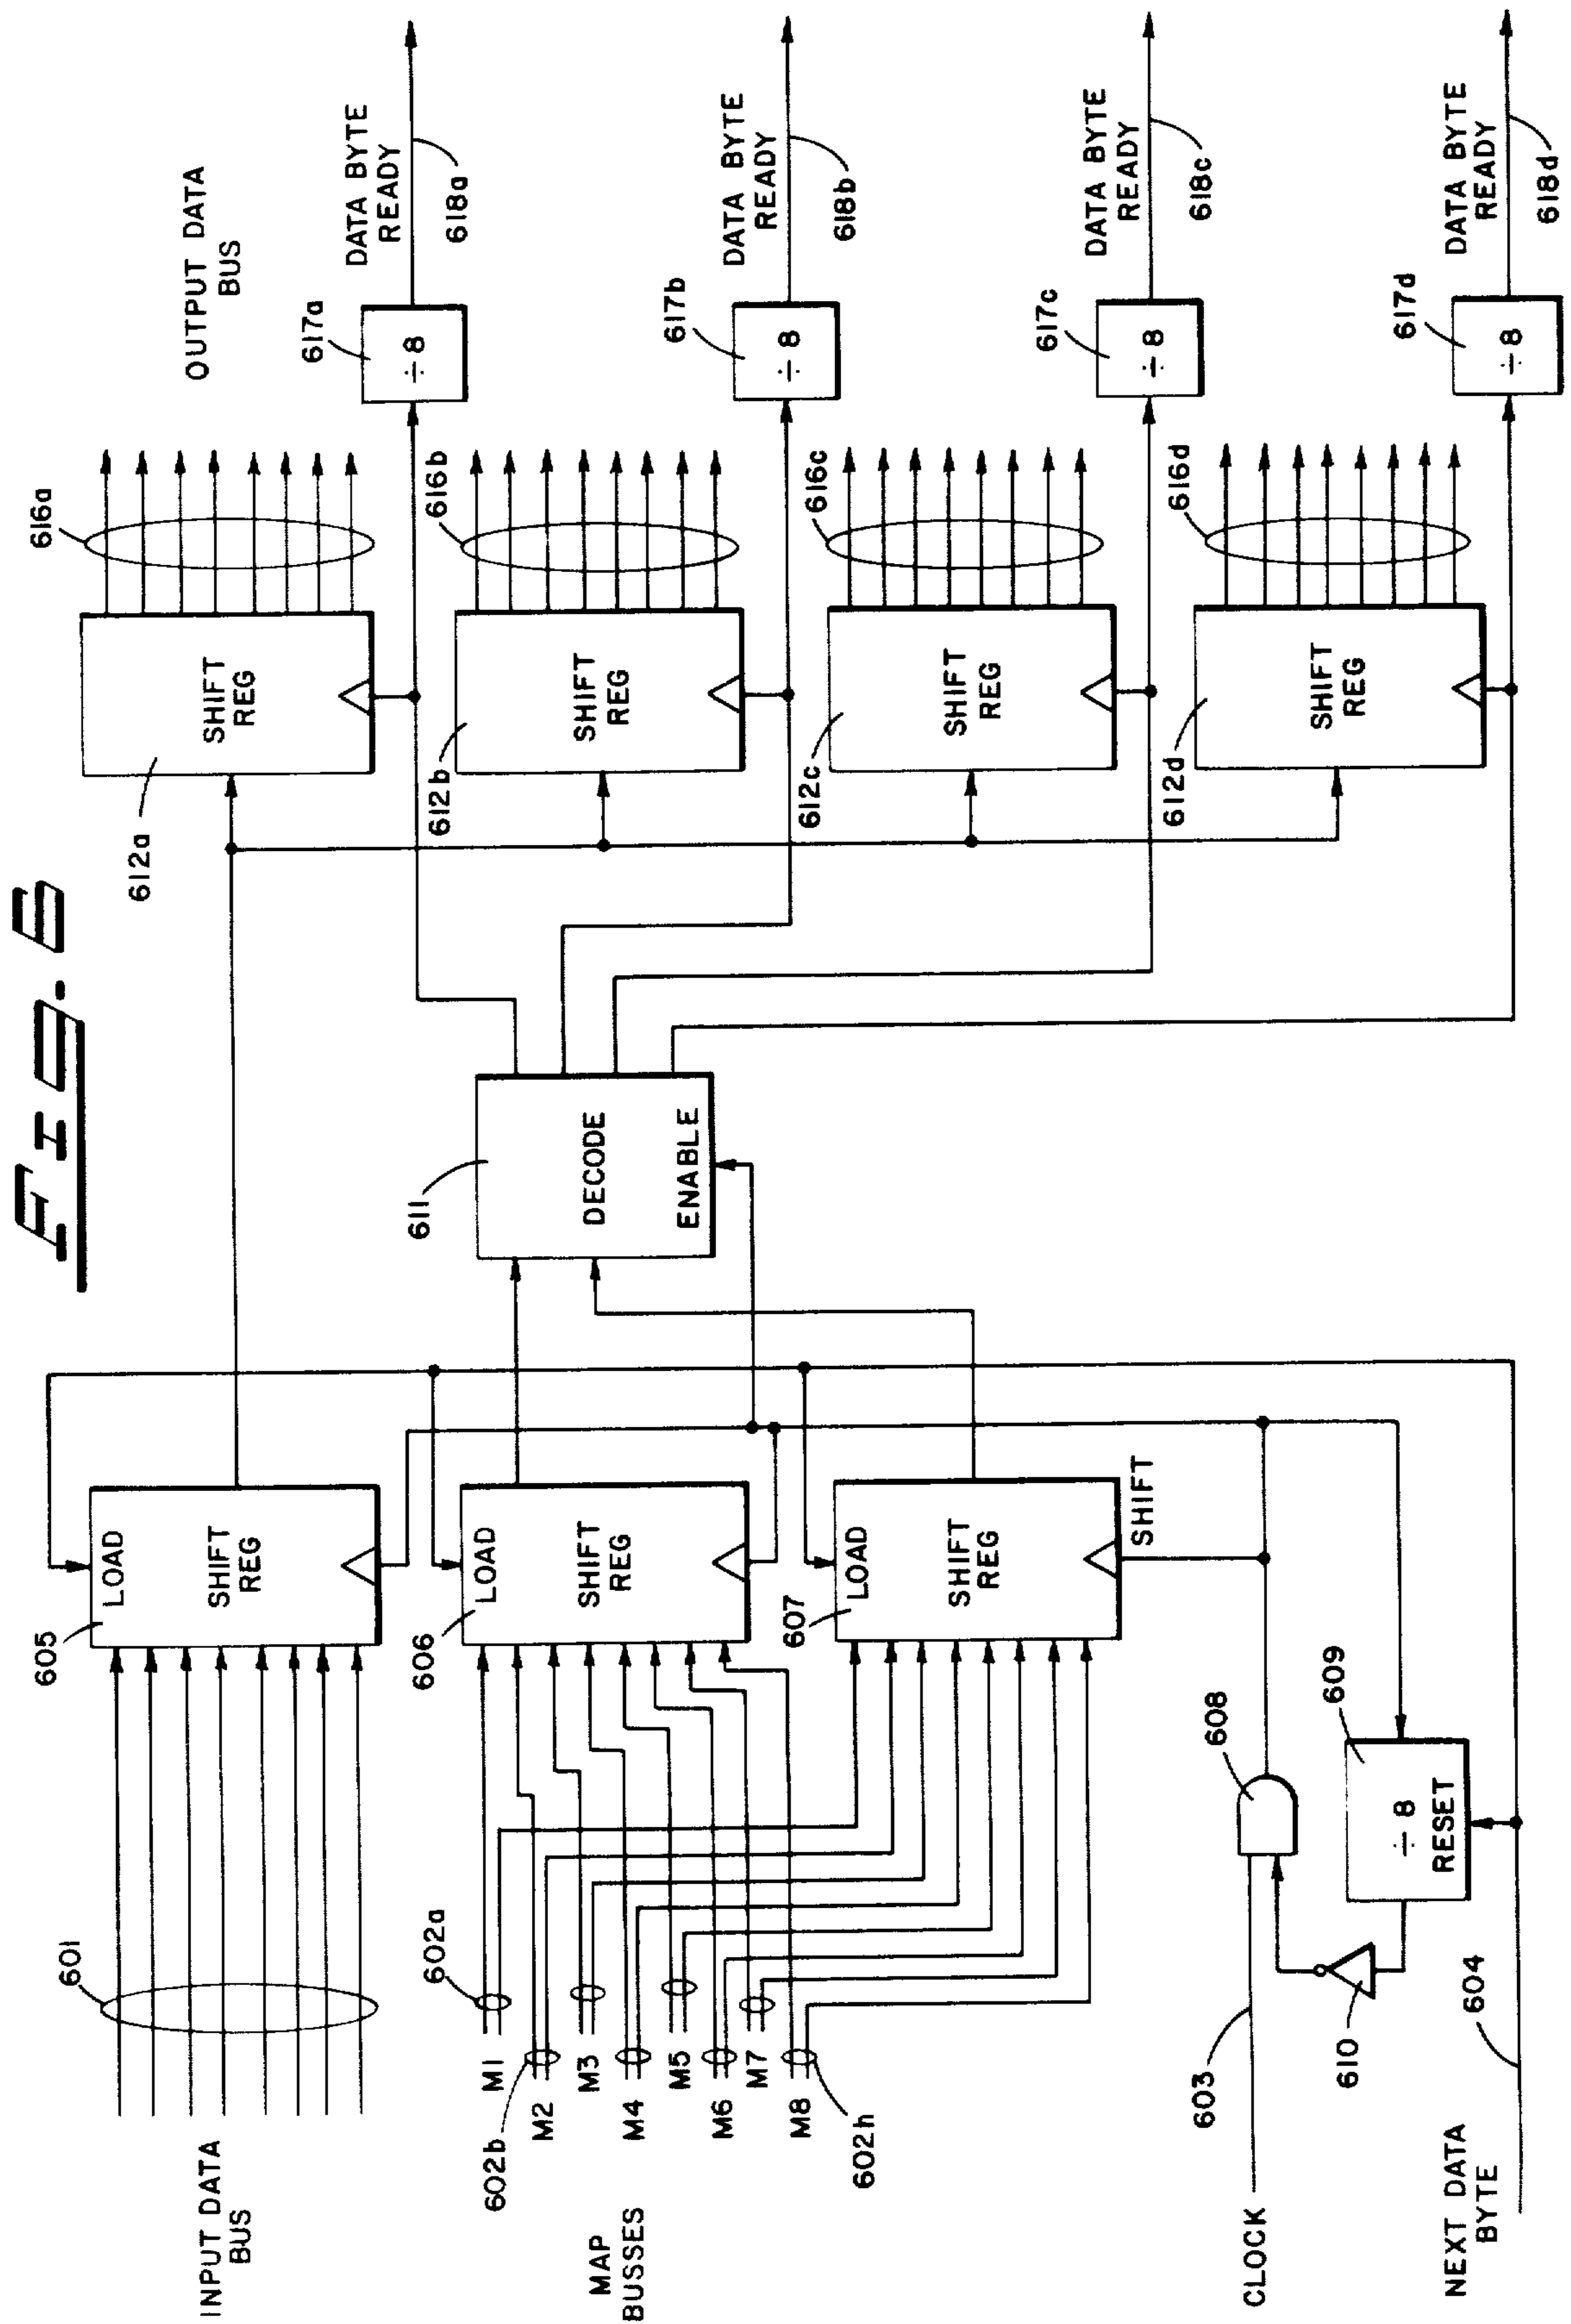 FIG-6
INPUT DATA
BUS
601
605
LOAD
SHIFT
REG
MAP
BUSSES
M1
M2
M3
M4
M5
M6
M7
M8
602a
602b
602h
606
LOAD
SHIFT
REG
607
LOAD
SHIFT
REG
SHIFT
CLOCK
603
608
609
÷ 8
RESET
610
NEXT DATA
BYTE
604
611
DECODE
ENABLE
612a
SHIFT
REG
616a
OUTPUT DATA
BUS
617a
÷ 8
DATA BYTE
READY
618a
612b
SHIFT
REG
616b
617b
÷ 8
DATA BYTE
READY
618b
612c
SHIFT
REG
616c
617c
÷ 8
DATA BYTE
READY
618c
612d
SHIFT
REG
616d
617d
÷ 8
DATA BYTE
READY
618d